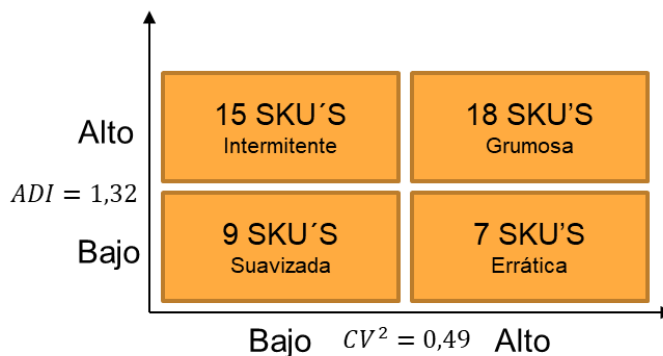 15 SKU´S
Intermitente
18 SKU'S
Grumosa
Alto
ADI = 1,32
9 SKU´S
Suavizada
7 SKU'S
Errática
Bajo
Bajo
CV² = 0,49
Alto